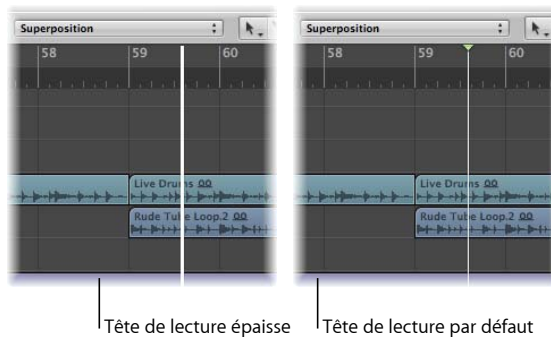 Superposition
58 59 60
Live Drums
Rude Tube Loop.2
Superposition
58 59 60
Live Drums
Rude Tube Loop.2
Tête de lecture épaisse
Tête de lecture par défaut